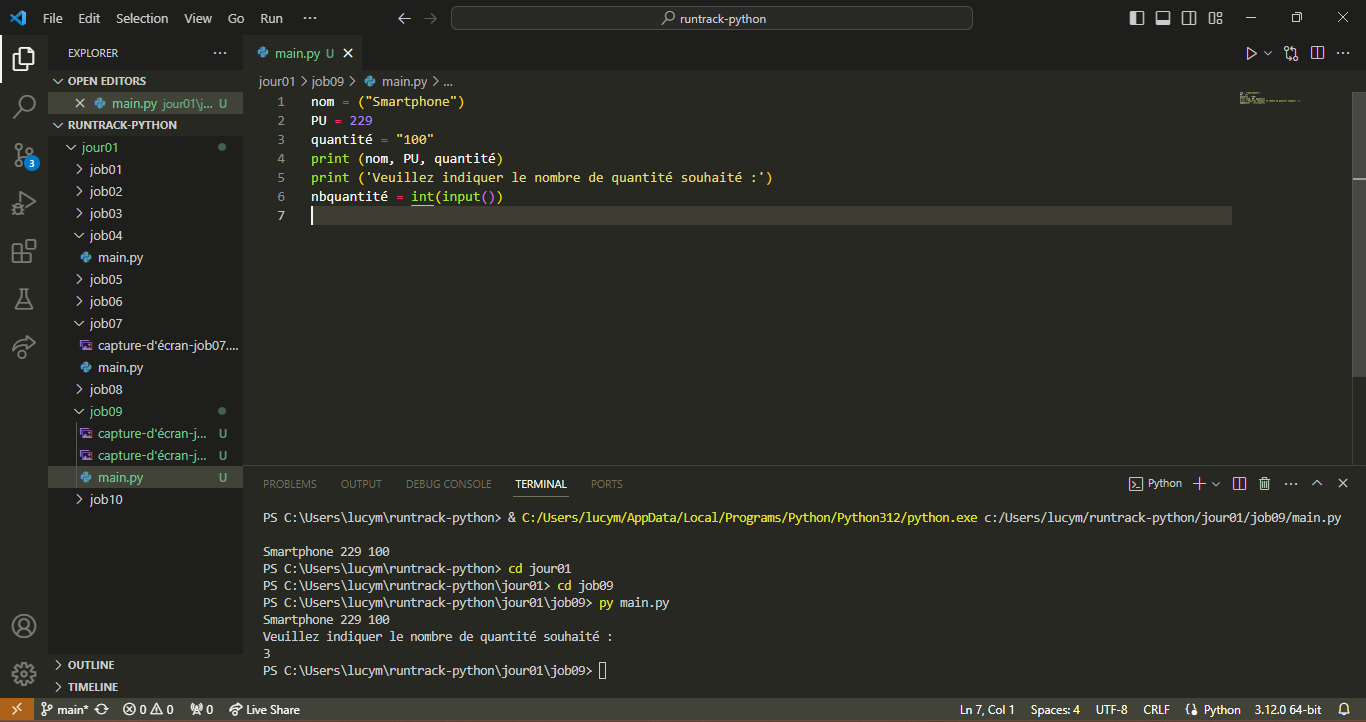 File Edit Selection View Go Run ··· runtrack-python
EXPLORER ···
OPEN EDITORS
main.py jour01\j... U
RUNTRACK-PYTHON
jour01
job01
job02
job03
job04
main.py
job05
job06
job07
capture-d'écran-job07....
main.py
job08
job09
capture-d'écran-j... U
capture-d'écran-j... U
main.py U
job10
OUTLINE
TIMELINE
3
main.py U
jour01 > job09 > main.py > ...
1 nom = ("Smartphone")
2 PU = 229
3 quantité = "100"
4 print (nom, PU, quantité)
5 print ('Veuillez indiquer le nombre de quantité souhaité :')
6 nbquantité = int(input())
7
PROBLEMS OUTPUT DEBUG CONSOLE TERMINAL PORTS Python
PS C:\Users\lucym\runtrack-python> & C:/Users/lucym/AppData/Local/Programs/Python/Python312/python.exe c:/Users/lucym/runtrack-python/jour01/job09/main.py
Smartphone 229 100
PS C:\Users\lucym\runtrack-python> cd jour01
PS C:\Users\lucym\runtrack-python\jour01> cd job09
PS C:\Users\lucym\runtrack-python\jour01\job09> py main.py
Smartphone 229 100
Veuillez indiquer le nombre de quantité souhaité :
3
PS C:\Users\lucym\runtrack-python\jour01\job09>
main* 0 0 0 Live Share Ln 7, Col 1 Spaces: 4 UTF-8 CRLF Python 3.12.0 64-bit